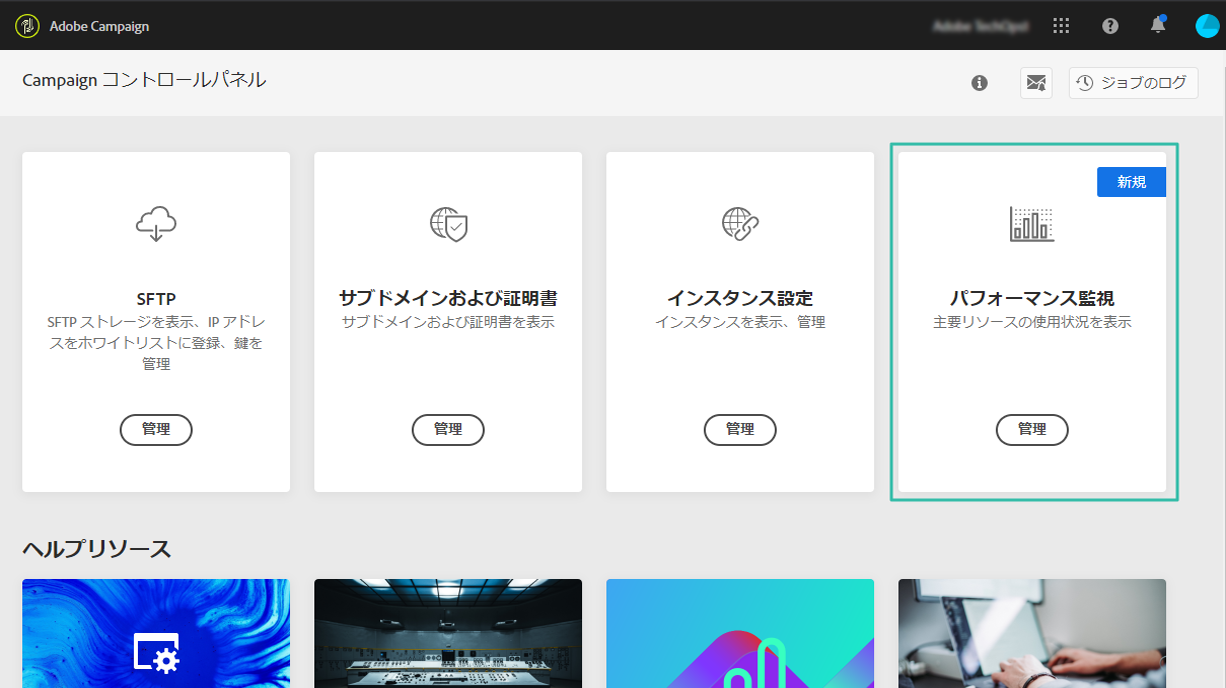 Adobe Campaign
Campaign コントロールパネル
ジョブのログ
新規
SFTP
SFTP ストレージを表示、IP アドレ
スをホワイトリストに登録、鍵を
管理
管理
サブドメインおよび証明書
サブドメインおよび証明書を表示
管理
インスタンス設定
インスタンスを表示、管理
管理
パフォーマンス監視
主要リソースの使用状況を表示
管理
ヘルプリソース